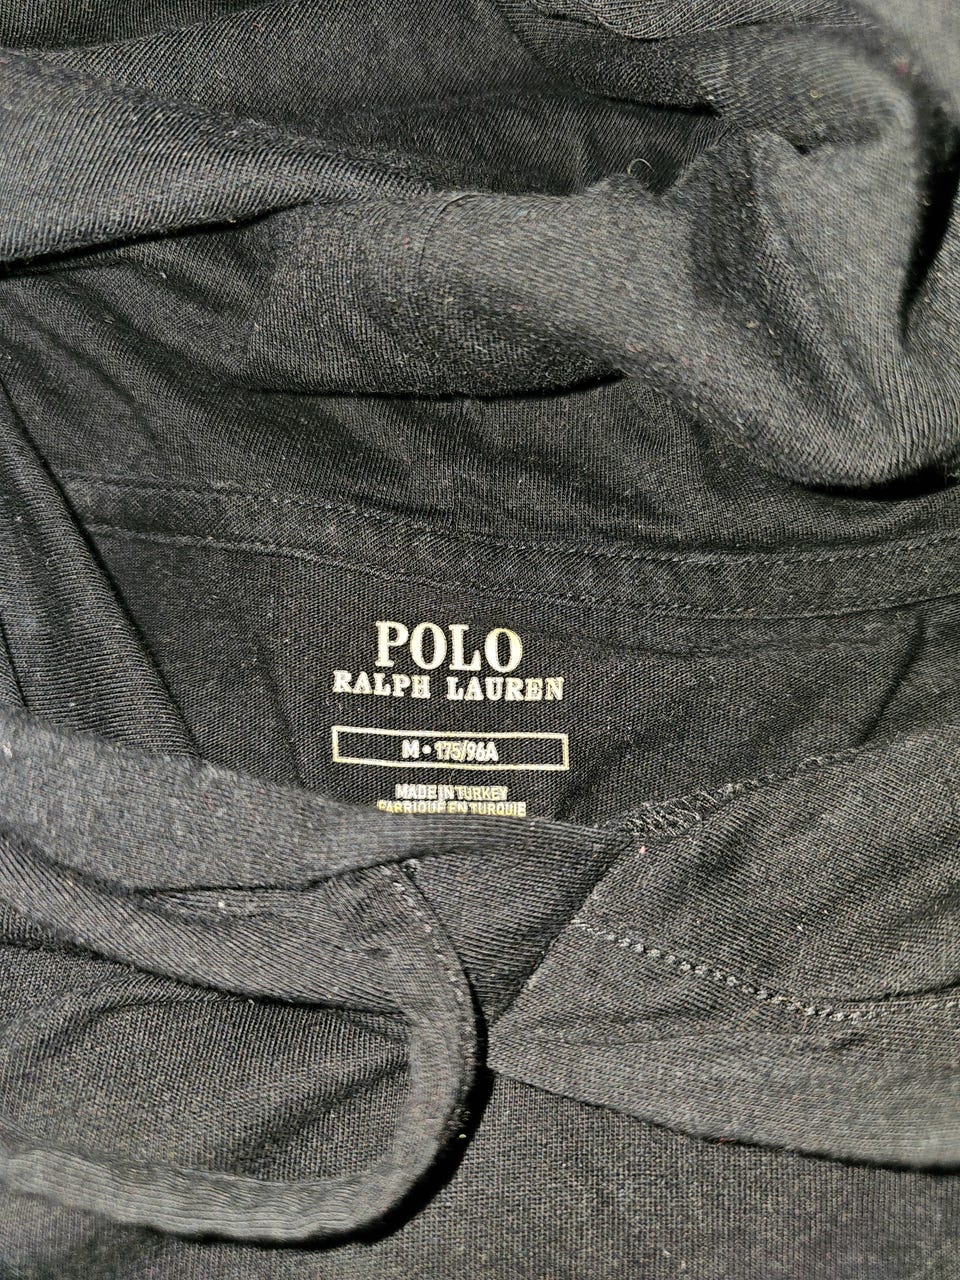 POLO
RALPH LAUREN
M • 175/96A
MADE IN TURKEY
FABRIQUÉ EN TURQUIE